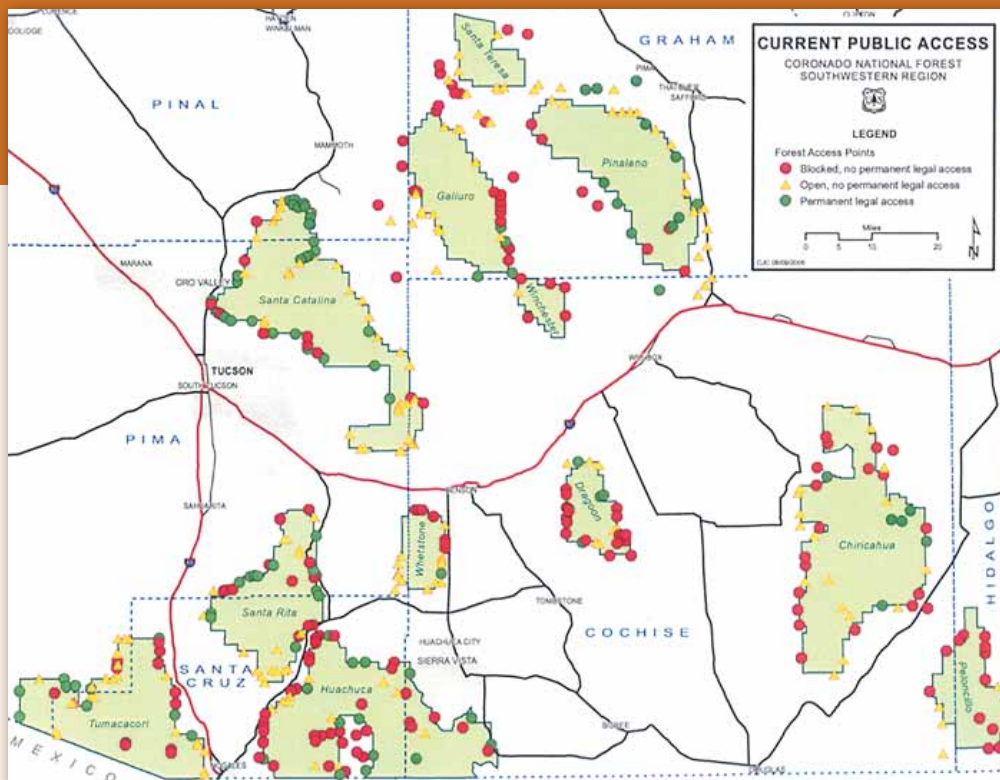 CURRENT PUBLIC ACCESS
CORONADO NATIONAL FOREST
SOUTHWESTERN REGION
LEGEND
Forest Access Points
Blocked, no permanent legal access
Open, no permanent legal access
Permanent legal access
Miles
0 5 10 20
N
HAYDEN
WINKELMAN
GRAHAM
PIMA
THATCHER
SAFFORD
Santa Teresa
PINAL
MAMMOTH
Galiuro
Pinaleno
MARANA
ORO VALLEY
Santa Catalina
Winchester
TUCSON
SOUTH TUCSON
PIMA
BENSON
SAHUARITA
Dragoon
Whetstone
Chiricahua
HIDALGO
Santa Rita
TOMBSTONE
COCHISE
HUACHUCA CITY
SIERRA VISTA
SANTA
CRUZ
Huachuca
Tumacacori
Peloncillo
BISBEE
DOUGLAS
NOGALES
MEXICO